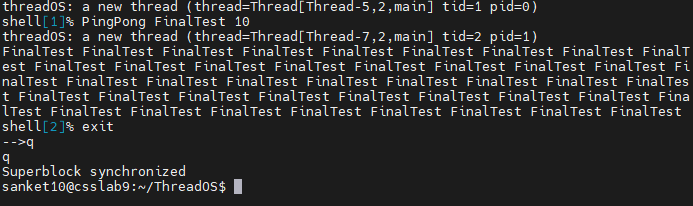 threadOS: a new thread (thread=Thread[Thread-5,2,main] tid=1 pid=0)
shell[1]% PingPong FinalTest 10
threadOS: a new thread (thread=Thread[Thread-7,2,main] tid=2 pid=1)
FinalTest FinalTest FinalTest FinalTest FinalTest FinalTest FinalTest FinalTest FinalT
est FinalTest FinalTest FinalTest FinalTest FinalTest FinalTest FinalTest FinalTest Fi
nalTest FinalTest FinalTest FinalTest FinalTest FinalTest FinalTest FinalTest FinalTes
t FinalTest FinalTest FinalTest FinalTest FinalTest FinalTest FinalTest FinalTest Fina
lTest FinalTest FinalTest FinalTest FinalTest FinalTest FinalTest FinalTest
shell[2]% exit
-->q
q
Superblock synchronized
sanket10@csslab9:~/ThreadOS$